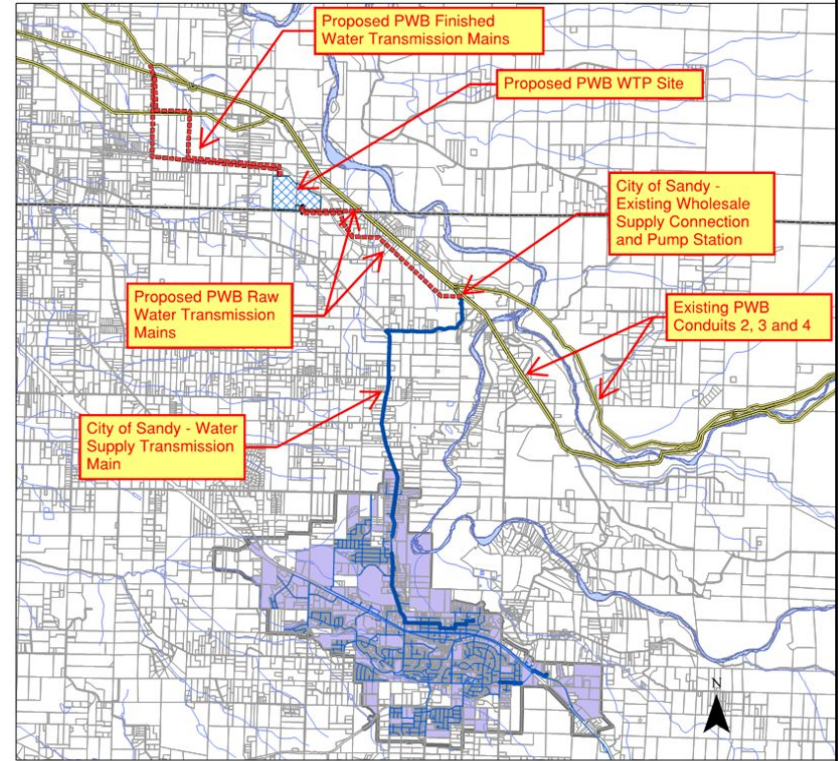 Proposed PWB Finished
Water Transmission Mains
Proposed PWB WTP Site
City of Sandy -
Existing Wholesale
Supply Connection
and Pump Station
Proposed PWB Raw
Water Transmission
Mains
Existing PWB
Conduits 2, 3 and 4
City of Sandy - Water
Supply Transmission
Main
N